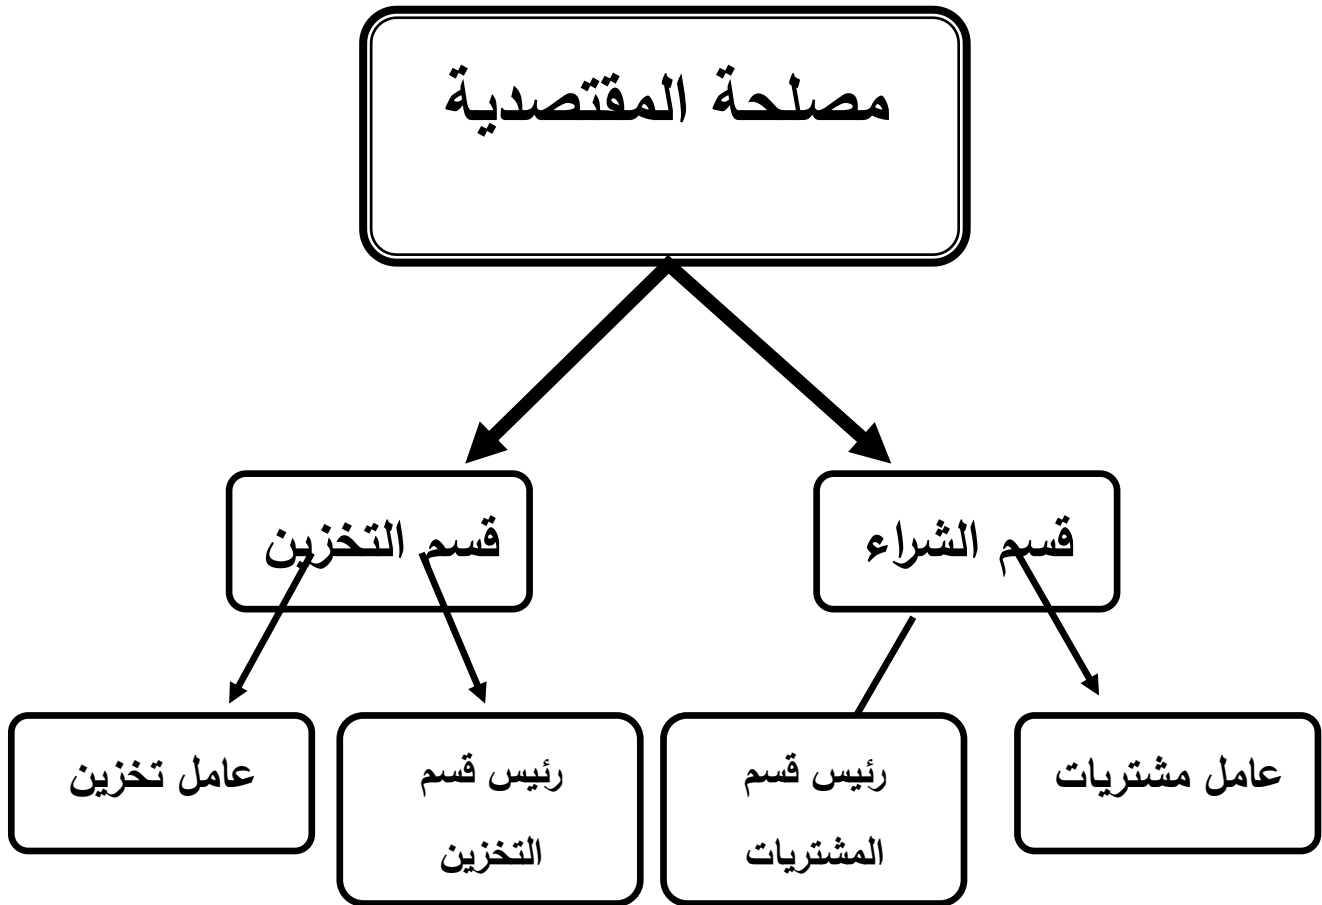 مصلحة المقتصدية
قسم الشراء
قسم التخزين
عامل مشتريات
رئيس قسم
المشتريات
رئيس قسم
التخزين
عامل تخزين